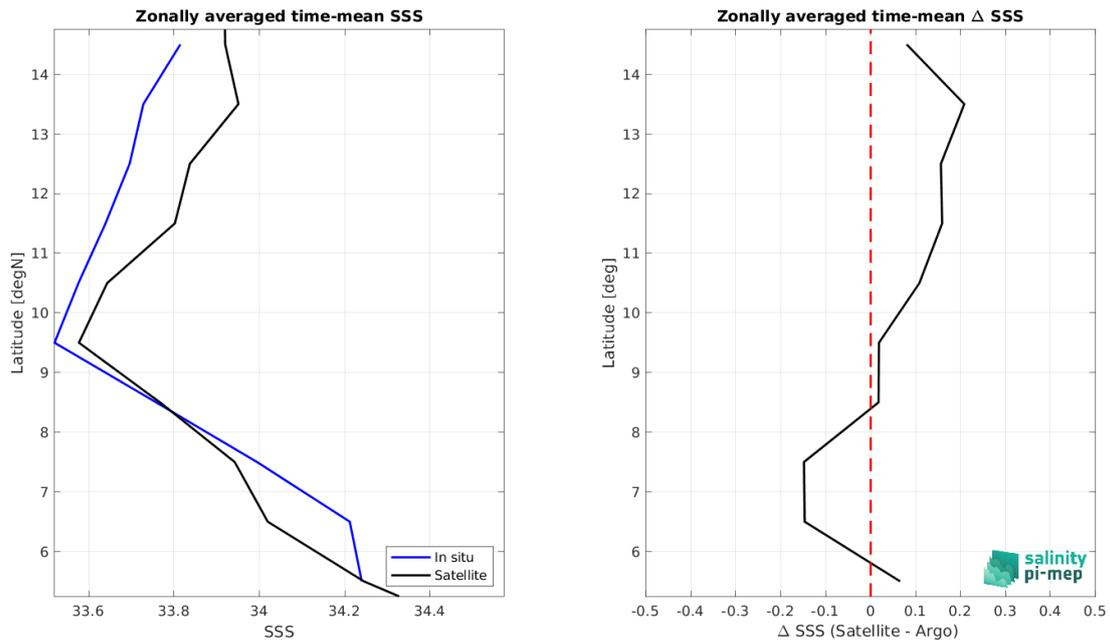 Zonally averaged time-mean SSS
14
13
12
11
10
9
8
7
6
Latitude [degN]
33.6 33.8 34 34.2 34.4
SSS
In situ
Satellite
Zonally averaged time-mean Δ SSS
14
13
12
11
10
9
8
7
6
Latitude [deg]
-0.5 -0.4 -0.3 -0.2 -0.1 0 0.1 0.2 0.3 0.4 0.5
Δ SSS (Satellite - Argo)
salinity
pi-mep